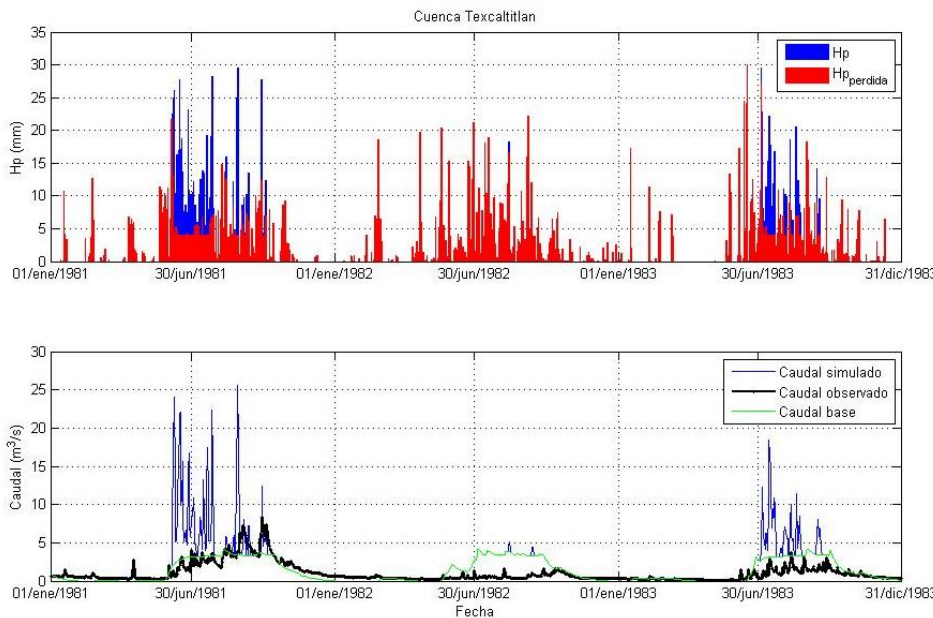 Cuenca Texcaltitlan
35
30
25
20
15
10
5
0
Hp (mm)
Hp
Hp_perdida
01/ene/1981 30/jun/1981 01/ene/1982 30/jun/1982 01/ene/1983 30/jun/1983 31/dic/1983
30
25
20
15
10
5
0
Caudal (m³/s)
Caudal simulado
Caudal observado
Caudal base
01/ene/1981 30/jun/1981 01/ene/1982 30/jun/1982 01/ene/1983 30/jun/1983 31/dic/1983
Fecha